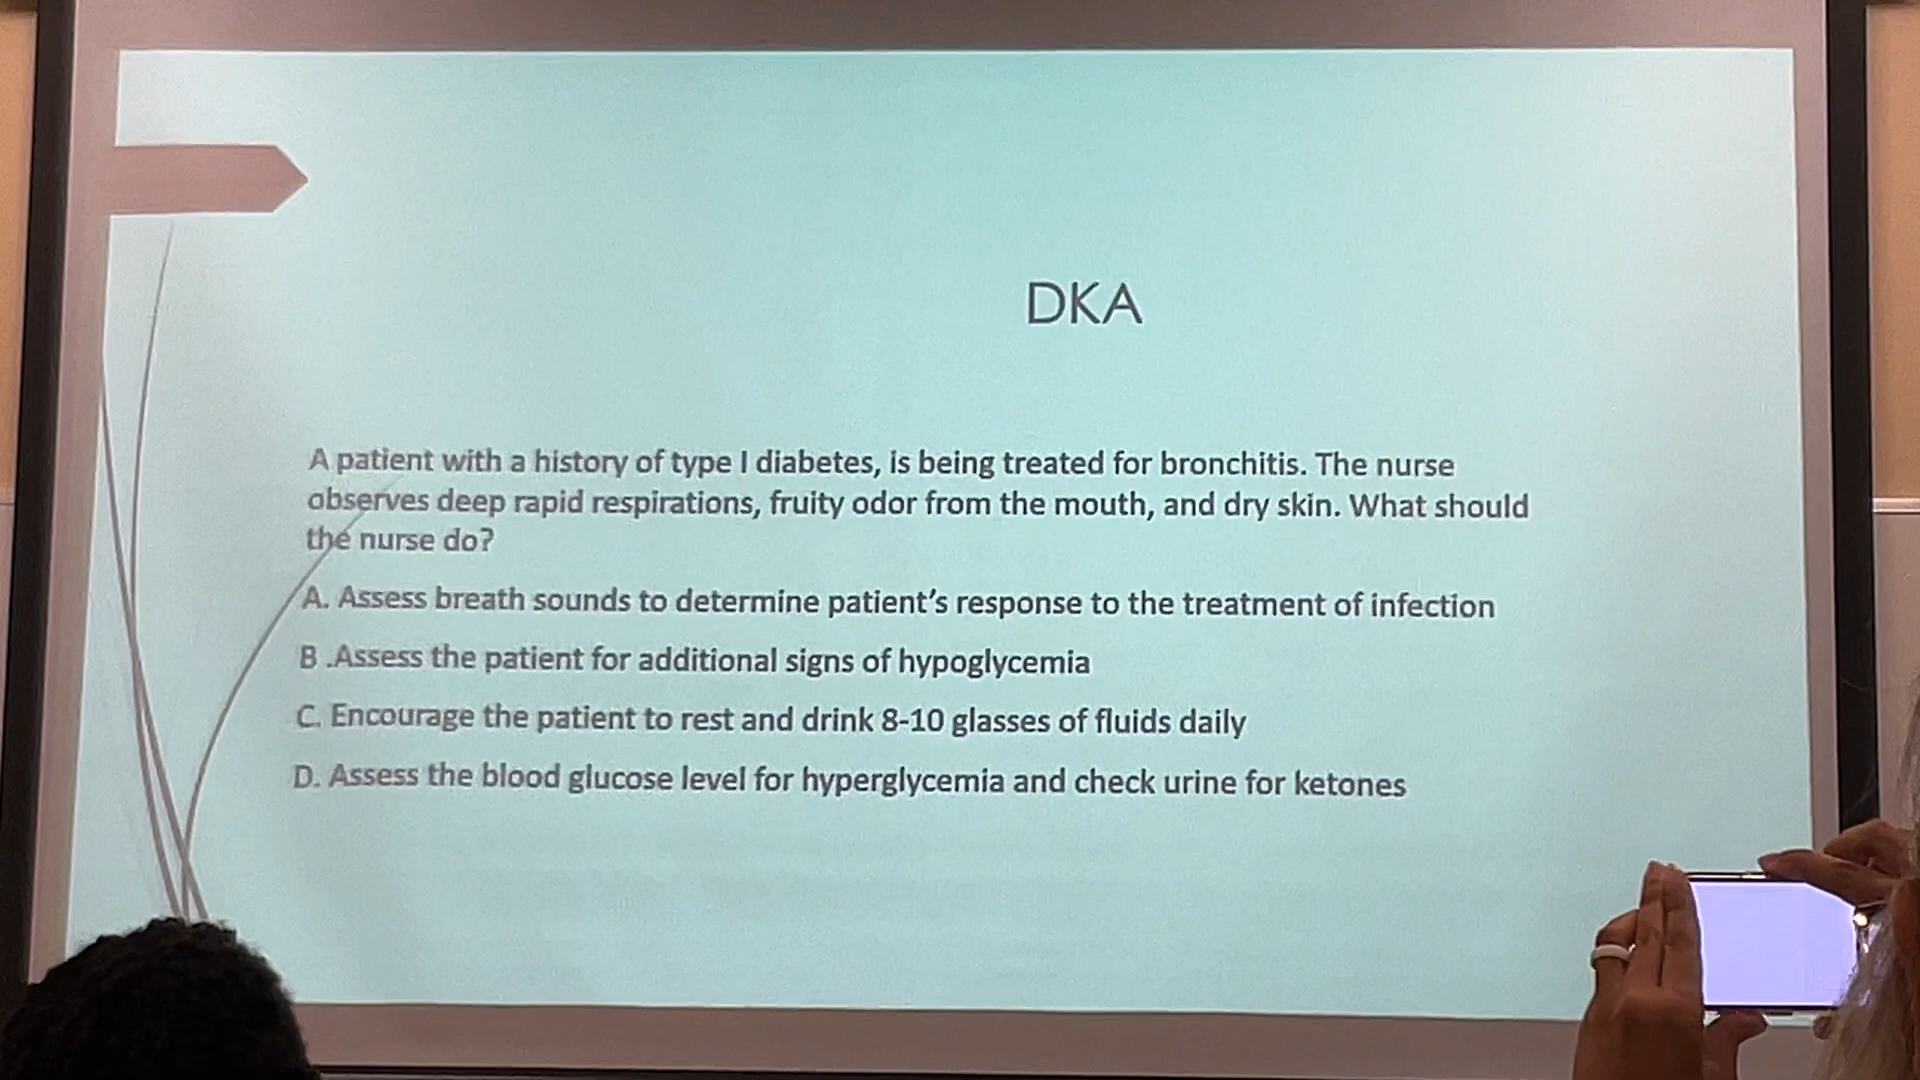 DKA
A patient with a history of type I diabetes, is being treated for bronchitis. The nurse
observes deep rapid respirations, fruity odor from the mouth, and dry skin. What should
the nurse do?
A. Assess breath sounds to determine patient's response to the treatment of infection
B .Assess the patient for additional signs of hypoglycemia
C. Encourage the patient to rest and drink 8-10 glasses of fluids daily
D. Assess the blood glucose level for hyperglycemia and check urine for ketones